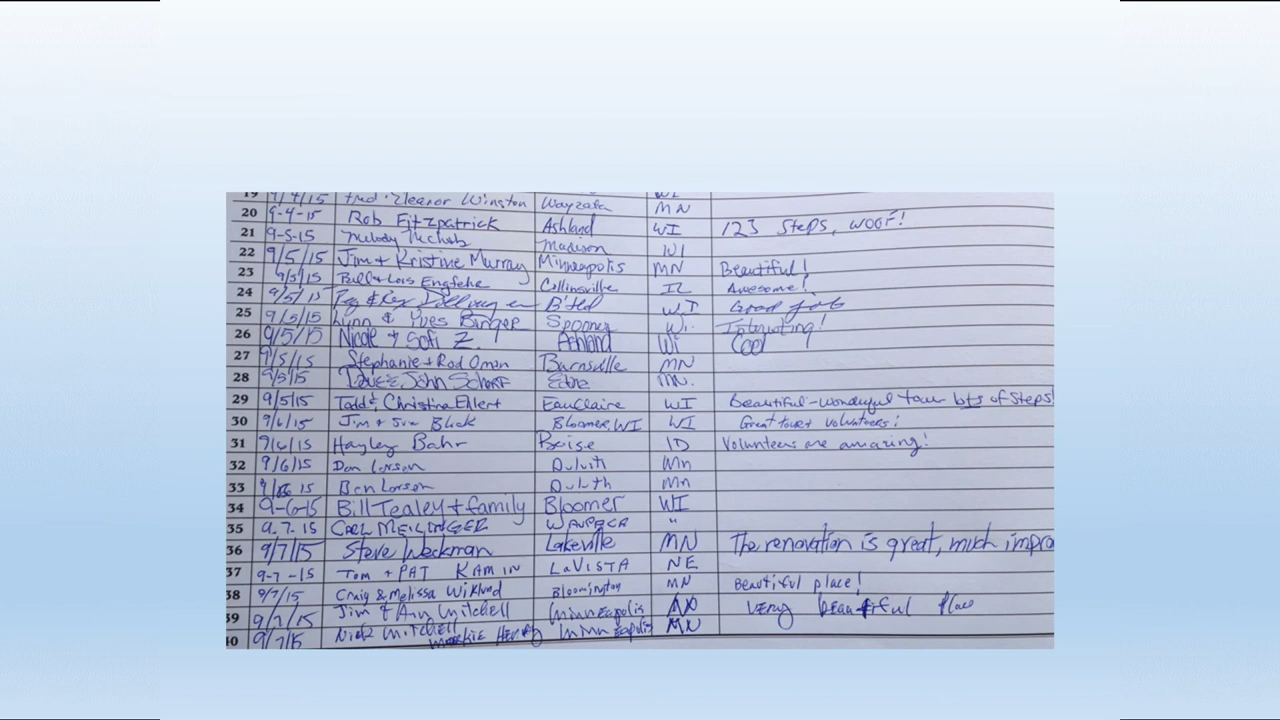 19 9/4/15 Eleanor Winston Wayzata MN
20 9-4-15 Rob Fitzpatrick Ashland WI 123 steps, woof!
21 9-5-15 Melody Madison WI
22 9/5/15 Jim + Kristine Murray Minneapolis MN Beautiful!
23 9/5/15 Lois Collinsville IL Awesome!
24 9/5/15 WI Good job
25 9/5/15 Lynn & Yves Binger Spooner Wi. Interesting!
26 9/5/15 Nicole + Sofi Z. Ashland Wi Cool
27 9/5/15 Stephanie + Rod Oman Burnsville MN
28 9/5/15 John MN.
29 9/5/15 Todd & Christina Ellert Eau Claire WI Beautiful-wonderful tour lots of steps!
30 9/6/15 Jim + Sue Bloomer, WI WI Great tour + volunteers!
31 9/6/15 Hayley Bahr Boise ID Volunteers are amazing!
32 9/6/15 Don Larson Duluth Mn
33 15 Ben Larson Duluth Mn
34 9-6-15 Bill Tealey + family Bloomer WI
35 9.7.15 Carl Waupaca "
36 9/7/15 Steve Weckman Lakeville MN The renovation is great, much impro
37 9-7-15 Tom + PAT KAMIN LaVISTA NE
38 9/7/15 Craig & Melissa Wiklund Bloomington MN Beautiful place!
39 9/7/15 Jim & Ann Mitchell Minneapolis very beautiful place
40 9/7/15 Nick Mitchell Minneapolis MN